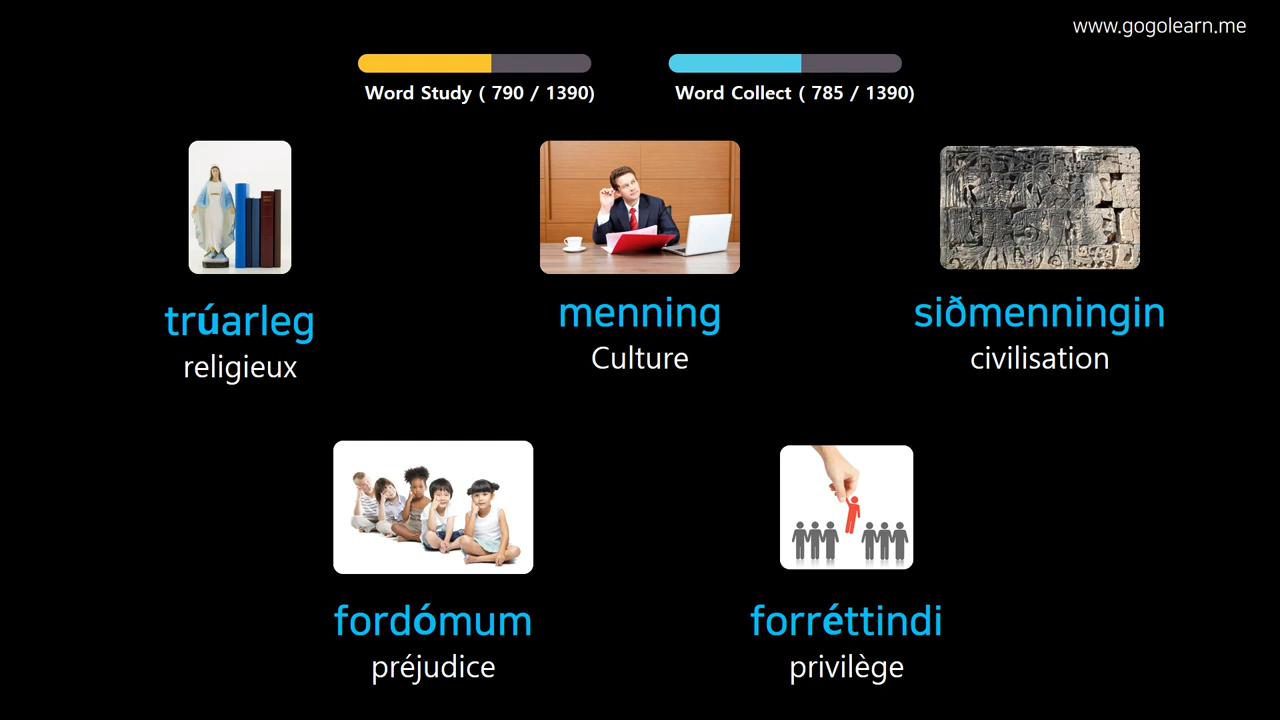 www.gogolearn.me
Word Study ( 790 / 1390)
Word Collect ( 785 / 1390)
trúarleg
religieux
menning
Culture
siðmenningin
civilisation
fordómum
préjudice
forréttindi
privilège